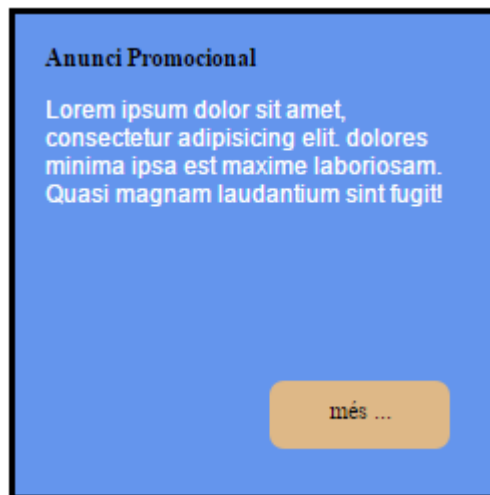 Anunci Promocional
Lorem ipsum dolor sit amet,
consectetur adipisicing elit. dolores
minima ipsa est maxime laboriosam.
Quasi magnam laudantium sint fugit!
més ...